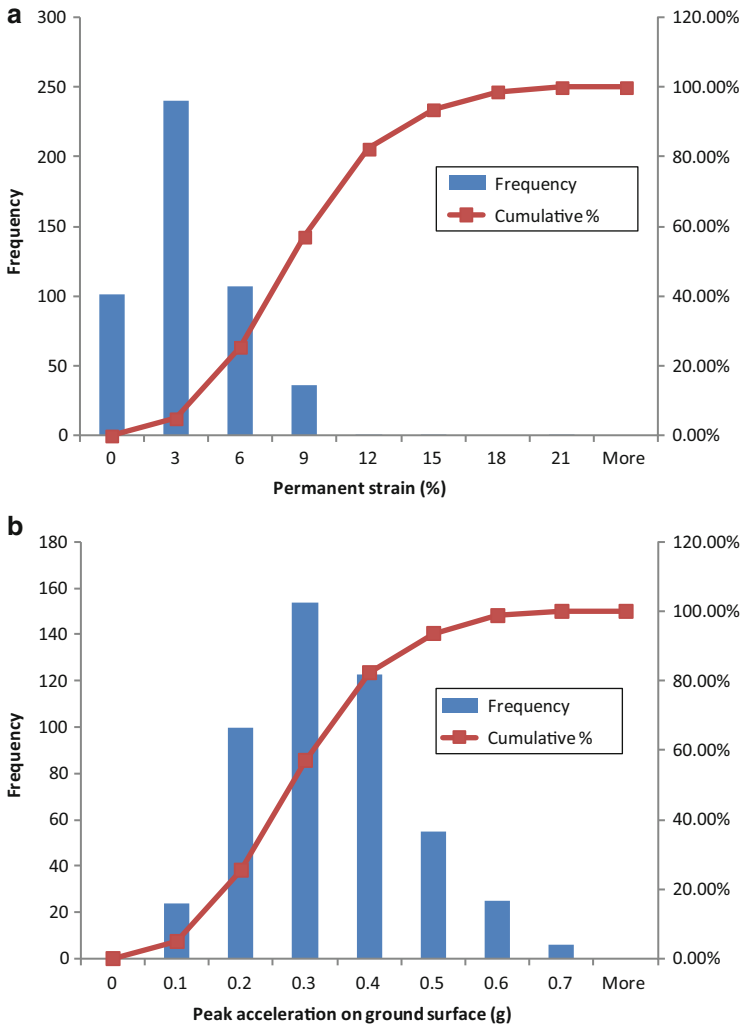 a
300 120.00%
250 100.00%
200 80.00%
150 60.00%
100 40.00%
50 20.00%
0 0.00%
Frequency
Frequency
Cumulative %
0 3 6 9 12 15 18 21 More
Permanent strain (%)
b
180 120.00%
160 100.00%
140
120 80.00%
100
80 60.00%
60 40.00%
40
20 20.00%
0 0.00%
Frequency
Frequency
Cumulative %
0 0.1 0.2 0.3 0.4 0.5 0.6 0.7 More
Peak acceleration on ground surface (g)